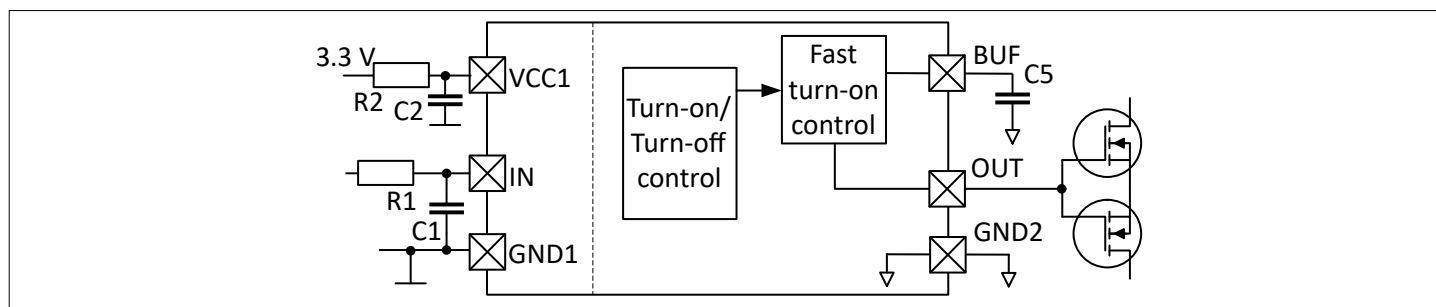 3.3 V
R2
C2
VCC1
R1
C1
IN
GND1
Turn-on/
Turn-off
control
Fast
turn-on
control
BUF
C5
OUT
GND2